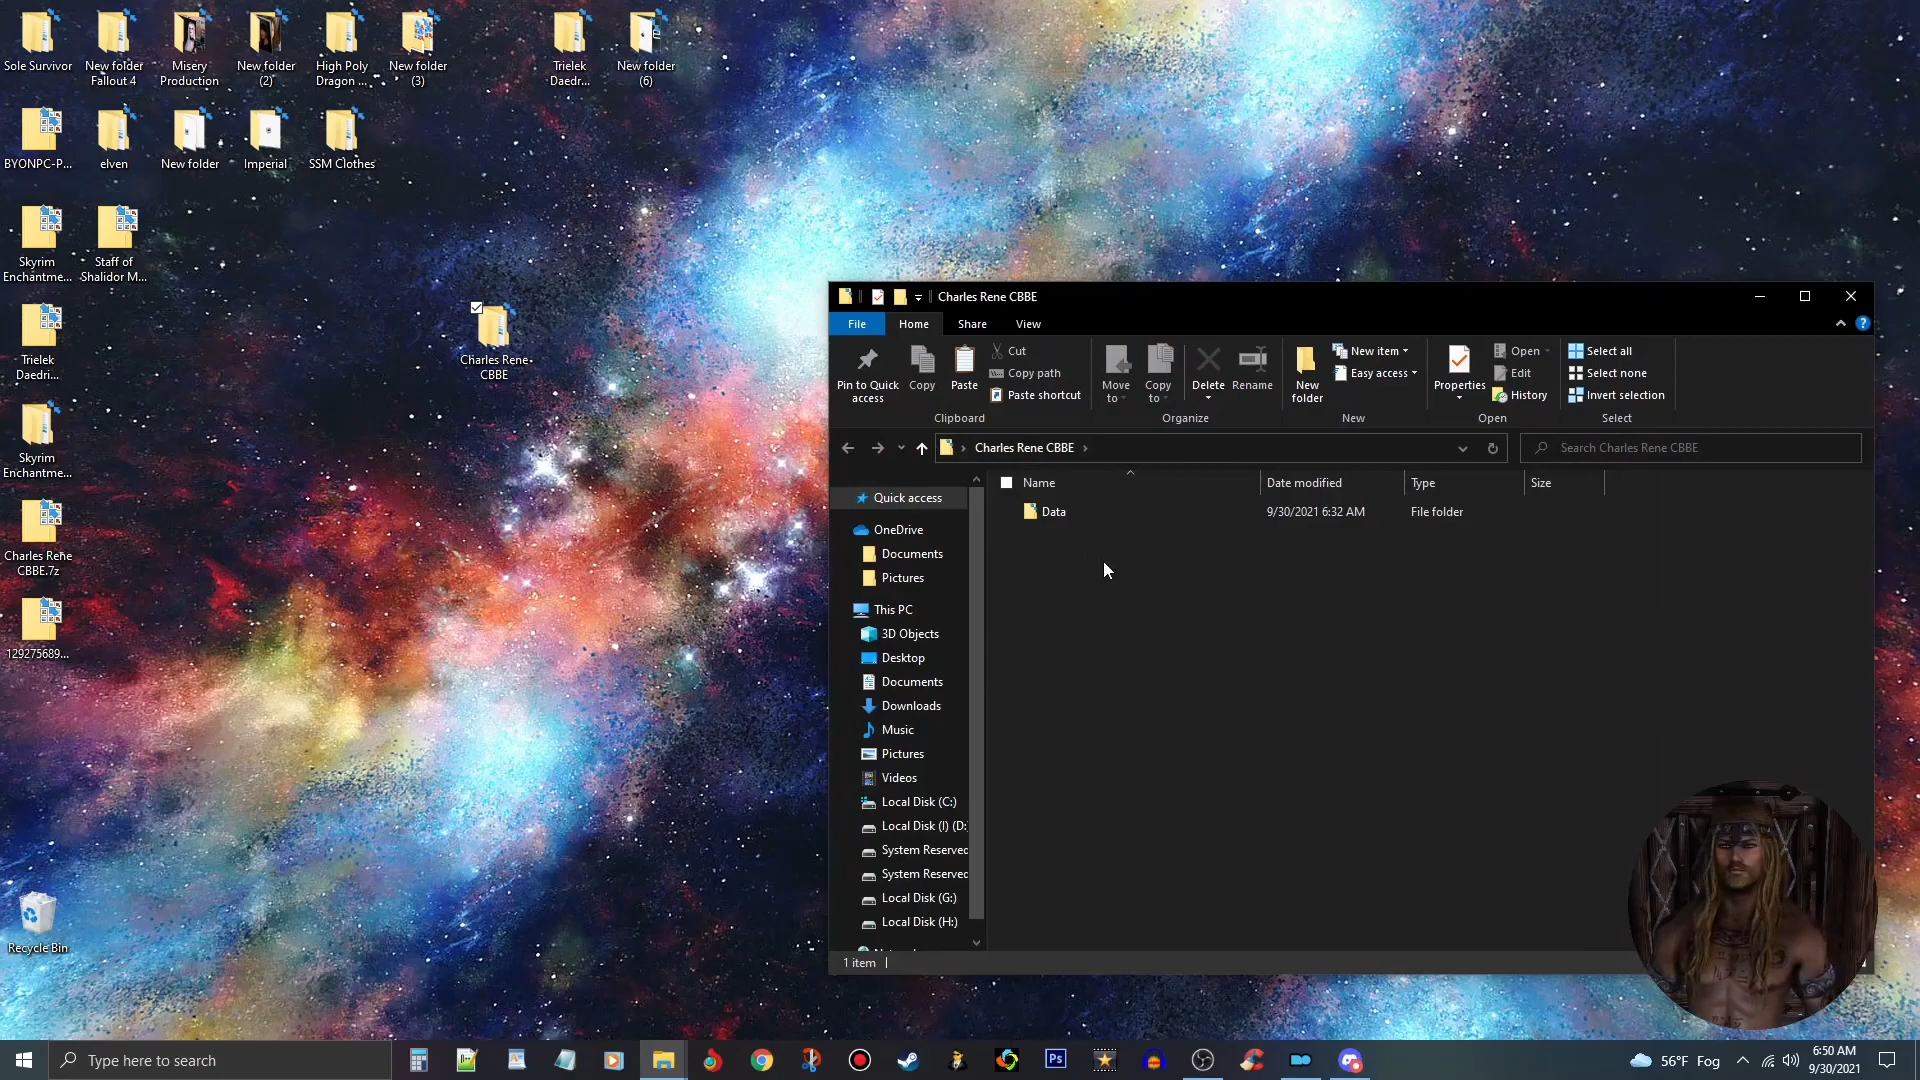 Sole Survivor
New folder
Fallout 4
Misery
Production
New folder
(2)
High Poly
Dragon ...
New folder
(3)
Trielek
Daedr...
New folder
(6)
BYONPC-P...
elven
New folder
Imperial
SSM Clothes
Skyrim
Enchantme...
Staff of
Shalidor M...
Trielek
Daedri...
Charles Rene
CBBE
Skyrim
Enchantme...
Charles Rene
CBBE.7z
129275689...
Recycle Bin
Charles Rene CBBE
File
Home
Share
View
Pin to Quick
access
Copy
Paste
Cut
Copy path
Paste shortcut
Clipboard
Move
to
Copy
to
Delete
Rename
Organize
New
folder
New item
Easy access
New
Properties
Open
Edit
History
Open
Select all
Select none
Invert selection
Select
Charles Rene CBBE
Search Charles Rene CBBE
Name
Date modified
Type
Size
Data
9/30/2021 6:32 AM
File folder
Quick access
OneDrive
Documents
Pictures
This PC
3D Objects
Desktop
Documents
Downloads
Music
Pictures
Videos
Local Disk (C:)
Local Disk (I) (D:
System Reserved
System Reserved
Local Disk (G:)
Local Disk (H:)
1 item
Type here to search
Ps
56°F Fog
6:50 AM
9/30/2021